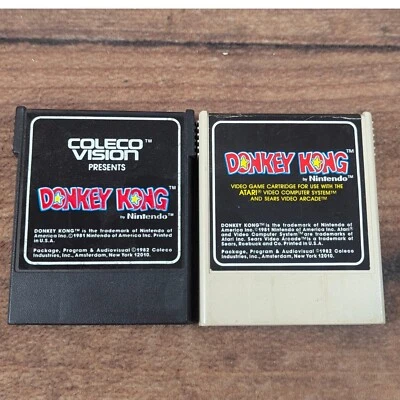 COLECO™
VISION
PRESENTS
DONKEY KONG™
by Nintendo®
DONKEY KONG™ is the trademark of Nintendo of
America Inc. ©1981 Nintendo of America Inc. Printed
in U.S.A.
Package, Program & Audiovisual ©1982 Coleco
Industries, Inc., Amsterdam, New York 12010.
DONKEY KONG™
by Nintendo®
VIDEO GAME CARTRIDGE FOR USE WITH THE
ATARI® VIDEO COMPUTER SYSTEM™
AND SEARS VIDEO ARCADE™
DONKEY KONG™ is the trademark of Nintendo of
America Inc. ©1981 Nintendo of America Inc. Atari®
and Video Computer System™ are trademarks of
Atari Inc. Sears Video Arcade™ is a trademark of
Sears, Roebuck and Co. Printed in U.S.A.
Package, Program & Audiovisual ©1982 Coleco
Industries, Inc., Amsterdam, New York 12010.